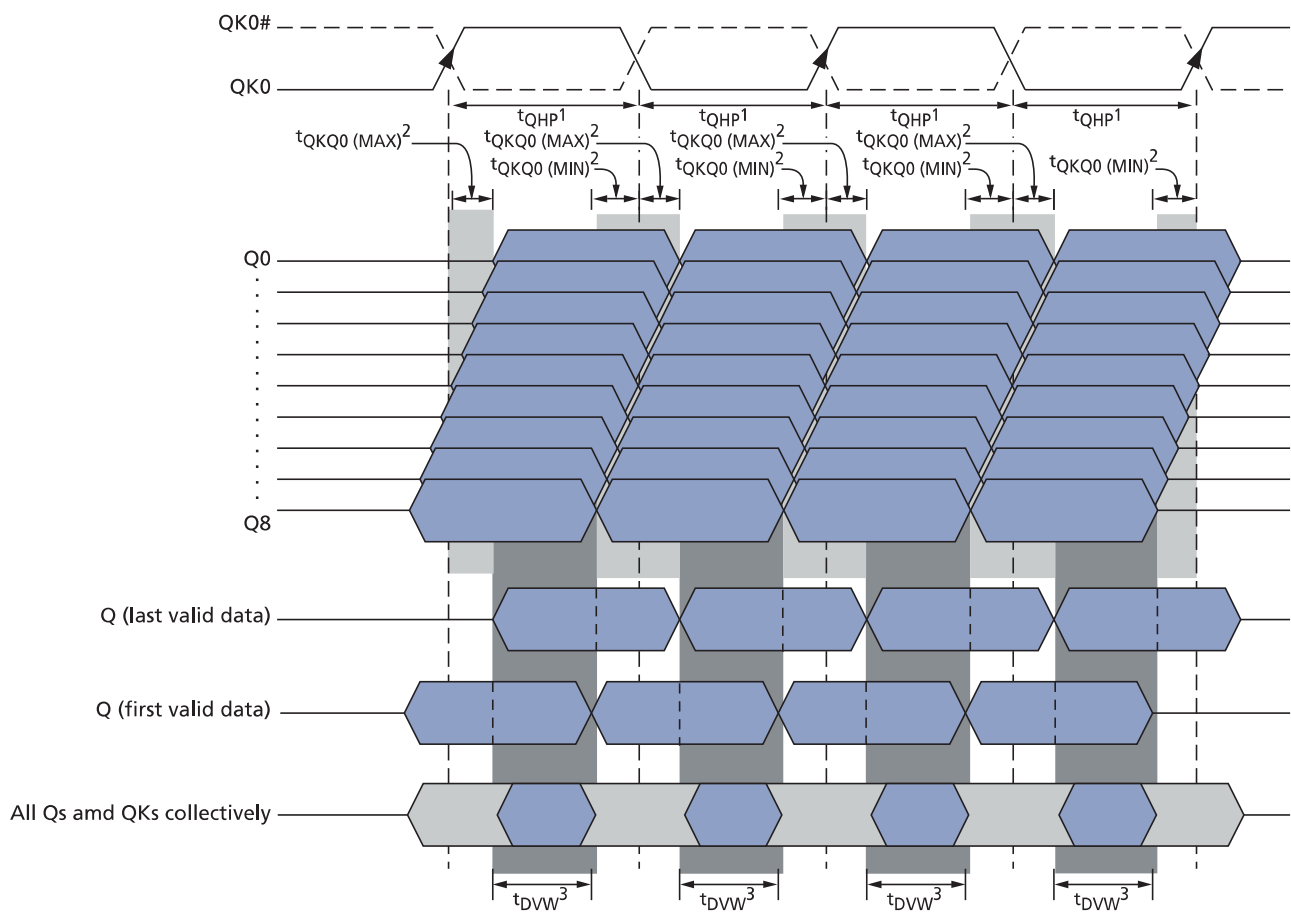 QK0#
QK0
tQHP1 tQHP1 tQHP1 tQHP1
tQKQ0 (MAX)2 tQKQ0 (MAX)2 tQKQ0 (MAX)2 tQKQ0 (MAX)2
tQKQ0 (MIN)2 tQKQ0 (MIN)2 tQKQ0 (MIN)2 tQKQ0 (MIN)2
Q0
Q8
Q (last valid data)
Q (first valid data)
All Qs amd QKs collectively
tDVW3 tDVW3 tDVW3 tDVW3